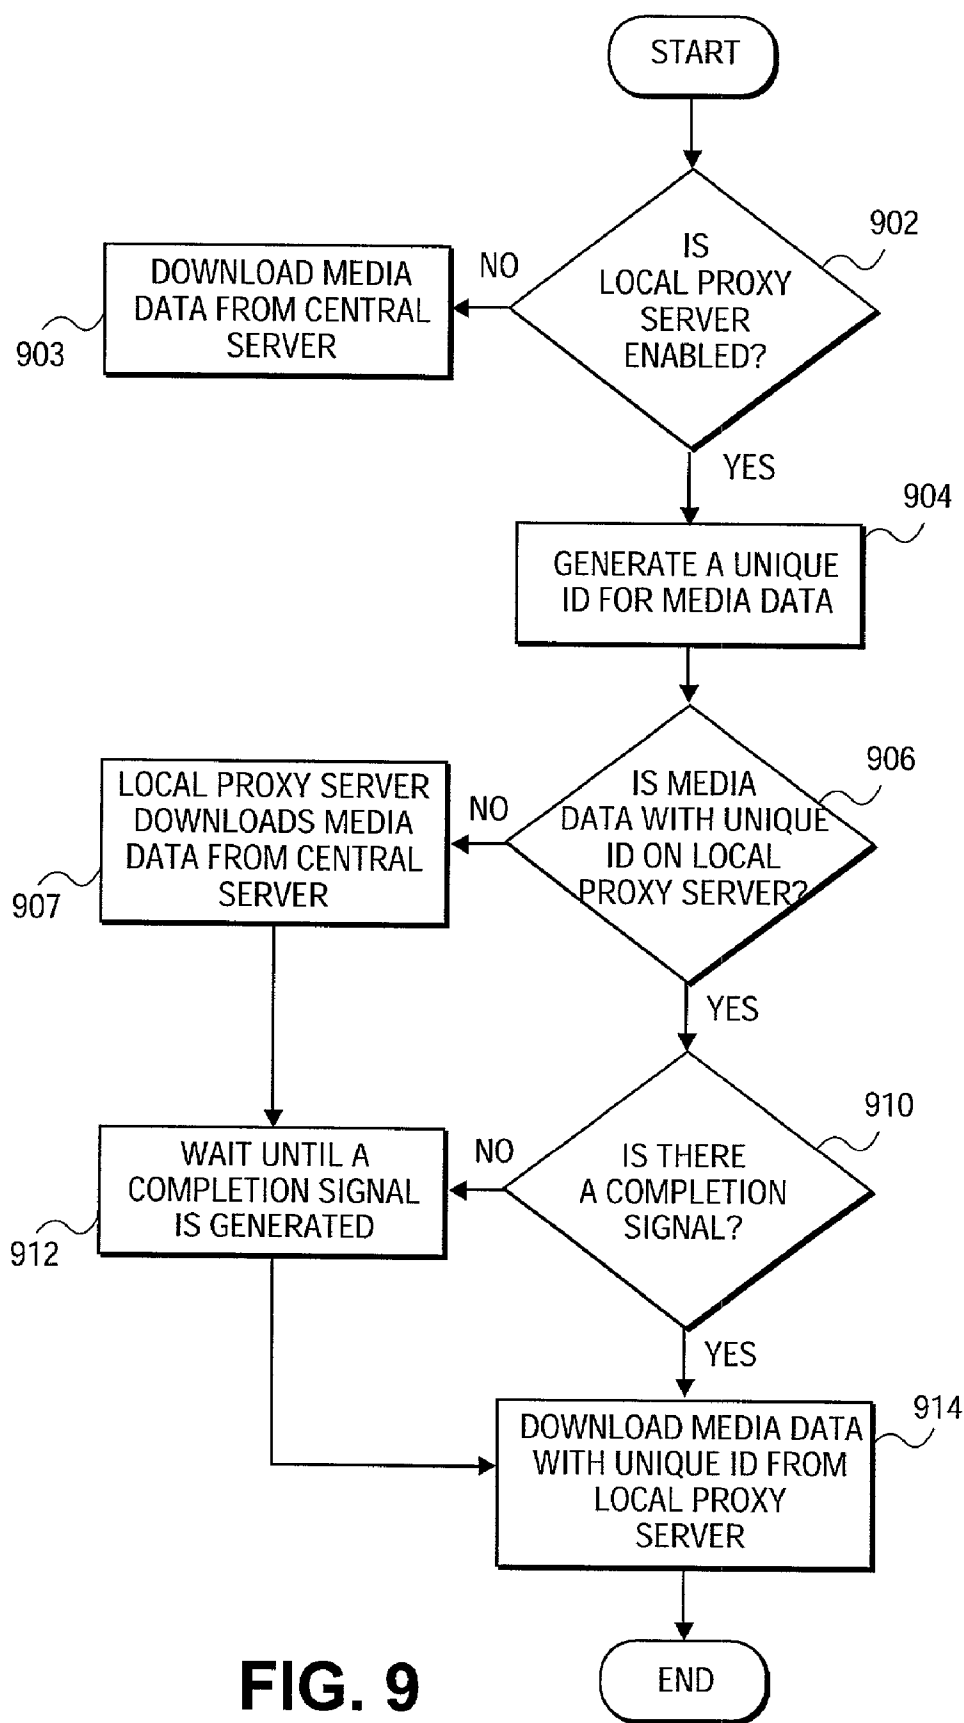 START
902
IS
LOCAL PROXY
SERVER
ENABLED?
NO
DOWNLOAD MEDIA
DATA FROM CENTRAL
SERVER
903
YES
904
GENERATE A UNIQUE
ID FOR MEDIA DATA
906
IS MEDIA
DATA WITH UNIQUE
ID ON LOCAL
PROXY SERVER?
NO
LOCAL PROXY SERVER
DOWNLOADS MEDIA
DATA FROM CENTRAL
SERVER
907
YES
910
IS THERE
A COMPLETION
SIGNAL?
NO
WAIT UNTIL A
COMPLETION SIGNAL
IS GENERATED
912
YES
914
DOWNLOAD MEDIA DATA
WITH UNIQUE ID FROM
LOCAL PROXY
SERVER
END
FIG. 9